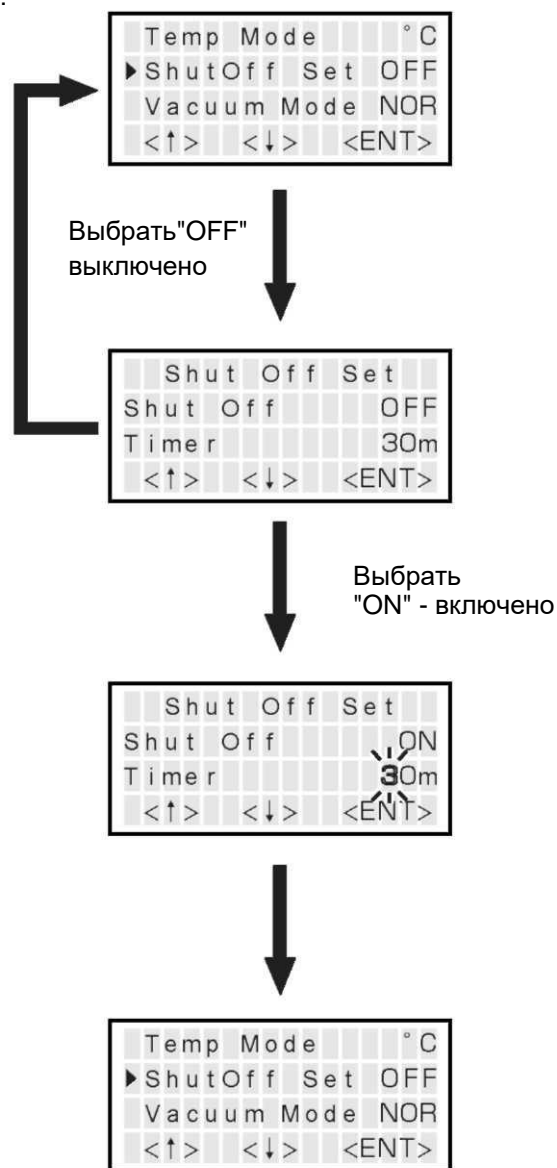 .
Temp Mode °C
▶ShutOff Set OFF
Vacuum Mode NOR
<↑> <↓> <ENT>
Выбрать"OFF"
выключено
Shut Off Set
Shut Off OFF
Timer 30m
<↑> <↓> <ENT>
Выбрать
"ON" - включено
Shut Off Set
Shut Off ON
Timer 30m
<↑> <↓> <ENT>
Temp Mode °C
▶ShutOff Set OFF
Vacuum Mode NOR
<↑> <↓> <ENT>